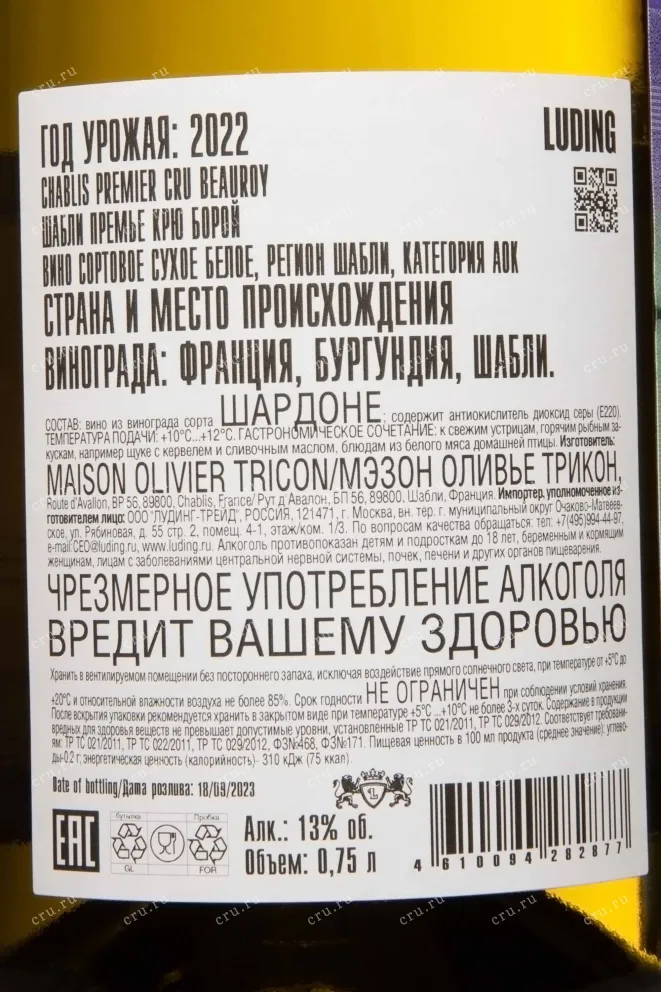 ГОД УРОЖАЯ: 2022
LUDING
CHABLIS PREMIER CRU BEAUROY
ШАБЛИ ПРЕМЬЕ КРЮ БОРОЙ
ВИНО СОРТОВОЕ СУХОЕ БЕЛОЕ, РЕГИОН ШАБЛИ, КАТЕГОРИЯ АОК
СТРАНА И МЕСТО ПРОИСХОЖДЕНИЯ
ВИНОГРАДА: ФРАНЦИЯ, БУРГУНДИЯ, ШАБЛИ.
СОСТАВ: вино из винограда сорта ШАРДОНЕ; содержит антиокислитель диоксид серы (Е220).
ТЕМПЕРАТУРА ПОДАЧИ: +10°С...+12°С. ГАСТРОНОМИЧЕСКОЕ СОЧЕТАНИЕ: к свежим устрицам, горячим рыбным за-
кускам, например щуке с кервелем и сливочным маслом, блюдам из белого мяса домашней птицы. Изготовитель:
MAISON OLIVIER TRICON/МЭЗОН ОЛИВЬЕ ТРИКОН,
Route d'Avallon, BP 56, 89800, Chablis, France/Рут д'Авалон, БП 56, 89800, Шабли, Франция. Импортер, уполномоченное из-
готовителем лицо: ООО "ЛУДИНГ-ТРЕЙД", РОССИЯ, 121471, г. Москва, вн. тер. г. муниципальный округ Очаково-Матвеев-
ское, ул. Рябиновая, д. 55 стр. 2, помещ. 4-1, этаж/ком. 1/3. По вопросам качества обращаться: тел: +7(495)994-44-97,
e-mail:CEO@luding.ru, www.luding.ru. Алкоголь противопоказан детям и подросткам до 18 лет, беременным и кормящим
женщинам, лицам с заболеваниями центральной нервной системы, почек, печени и других органов пищеварения.
ЧРЕЗМЕРНОЕ УПОТРЕБЛЕНИЕ АЛКОГОЛЯ
ВРЕДИТ ВАШЕМУ ЗДОРОВЬЮ
Хранить в вентилируемом помещении без постороннего запаха, исключая воздействие прямого солнечного света, при температуре от +5°С до
+20°С и относительной влажности воздуха не более 85%. Срок годности НЕ ОГРАНИЧЕН при соблюдении условий хранения.
После вскрытия упаковки рекомендуется хранить в закрытом виде при температуре +5°С ...+10°С не более 3-х суток. Содержание в продукции
вредных для здоровья веществ не превышает допустимые уровни, установленные ТР ТС 021/2011, ТР ТС 029/2012. Соответствует требовани-
ям: ТР ТС 021/2011, ТР ТС 022/2011, ТР ТС 029/2012, ФЗ№468, ФЗ№171. Пищевая ценность в 100 мл продукта (среднее значение): углево-
ды-0,2 г; энергетическая ценность (калорийность)- 310 кДж (75 ккал).
Date of bottling/Дата розлива: 18/09/2023
L
EAC
бутылка
GL
Пробка
FOR
Алк.: 13% об.
Объем: 0,75 л
4 610094 282877
cru.ru